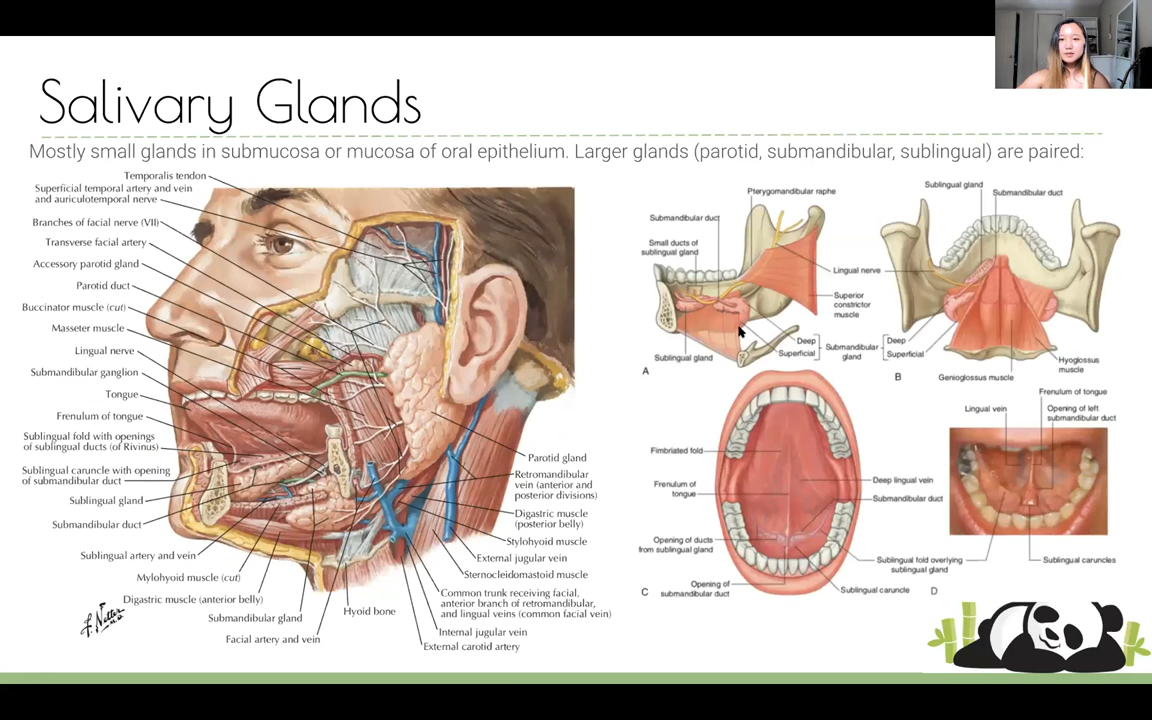 Salivary Glands
Mostly small glands in submucosa or mucosa of oral epithelium. Larger glands (parotid, submandibular, sublingual) are paired:
Temporalis tendon
Superficial temporal artery and vein
and auriculotemporal nerve
Branches of facial nerve (VII)
Transverse facial artery
Accessory parotid gland
Parotid duct
Buccinator muscle (cut)
Masseter muscle
Lingual nerve
Submandibular ganglion
Tongue
Frenulum of tongue
Sublingual fold with openings
of sublingual ducts (of Rivinus)
Sublingual caruncle with opening
of submandibular duct
Sublingual gland
Submandibular duct
Sublingual artery and vein
Mylohyoid muscle (cut)
Digastric muscle (anterior belly)
Submandibular gland
Facial artery and vein
Hyoid bone
Parotid gland
Retromandibular
vein (anterior and
posterior divisions)
Digastric muscle
(posterior belly)
Stylohyoid muscle
External jugular vein
Sternocleidomastoid muscle
Common trunk receiving facial,
anterior branch of retromandibular,
and lingual veins (common facial vein)
Internal jugular vein
External carotid artery
F. Netter
M.D.
Pterygomandibular raphe
Submandibular duct
Small ducts of
sublingual gland
Lingual nerve
Superior
constrictor
muscle
Deep
Superficial
Submandibular
gland
Sublingual gland
A
Sublingual gland
Submandibular duct
Deep
Superficial
Hyoglossus
muscle
Genioglossus muscle
B
Fimbriated fold
Frenulum of
tongue
Opening of ducts
from sublingual gland
Opening of
submandibular duct
Deep lingual vein
Submandibular duct
Sublingual fold overlying
sublingual gland
Sublingual caruncle
C
Frenulum of tongue
Lingual vein
Opening of left
submandibular duct
Sublingual caruncles
D